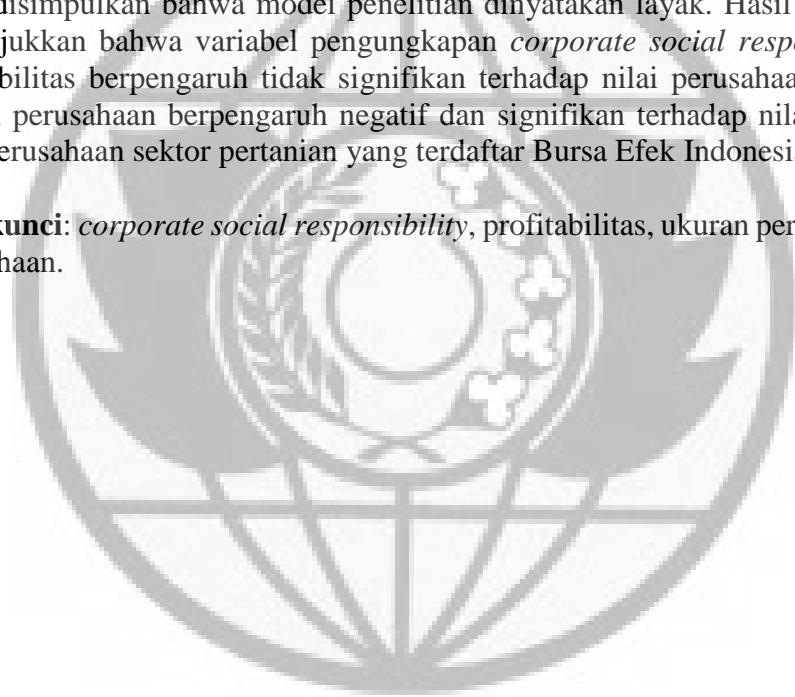 disimpulkan bahwa model penelitian dinyatakan layak. Hasil
jukkan bahwa variabel pengungkapan corporate social respo
bilitas berpengaruh tidak signifikan terhadap nilai perusahaa
perusahaan berpengaruh negatif dan signifikan terhadap nila
perusahaan sektor pertanian yang terdaftar Bursa Efek Indonesia
kunci: corporate social responsibility, profitabilitas, ukuran per
haan.